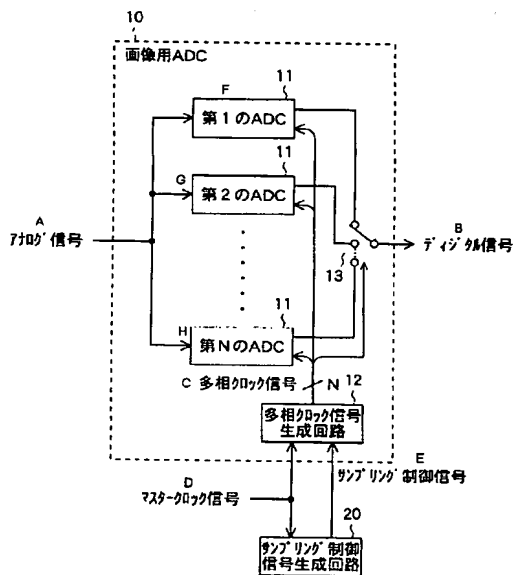 10
画像用ADC
F
11
第1のADC
11
G
第2のADC
A
アナログ信号
B
ディジタル信号
13
11
H
第NのADC
C 多相クロック信号
N
12
多相クロック信号
生成回路
E
サンプリング制御信号
D
マスタークロック信号
20
サンプリング制御
信号生成回路